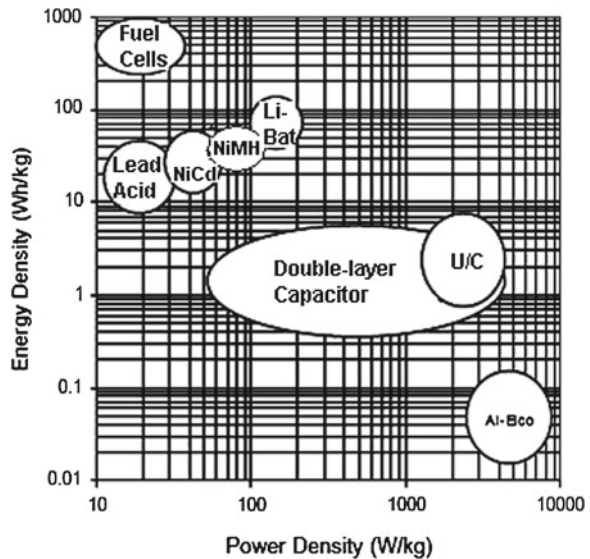 1000
Fuel
Cells
100
Li-
Bat
NiMH
Lead
Acid
NiCd
10
Double-layer
Capacitor
U/C
1
0.1
Al-Eco
0.01
10
100
1000
10000
Energy Density (Wh/kg)
Power Density (W/kg)